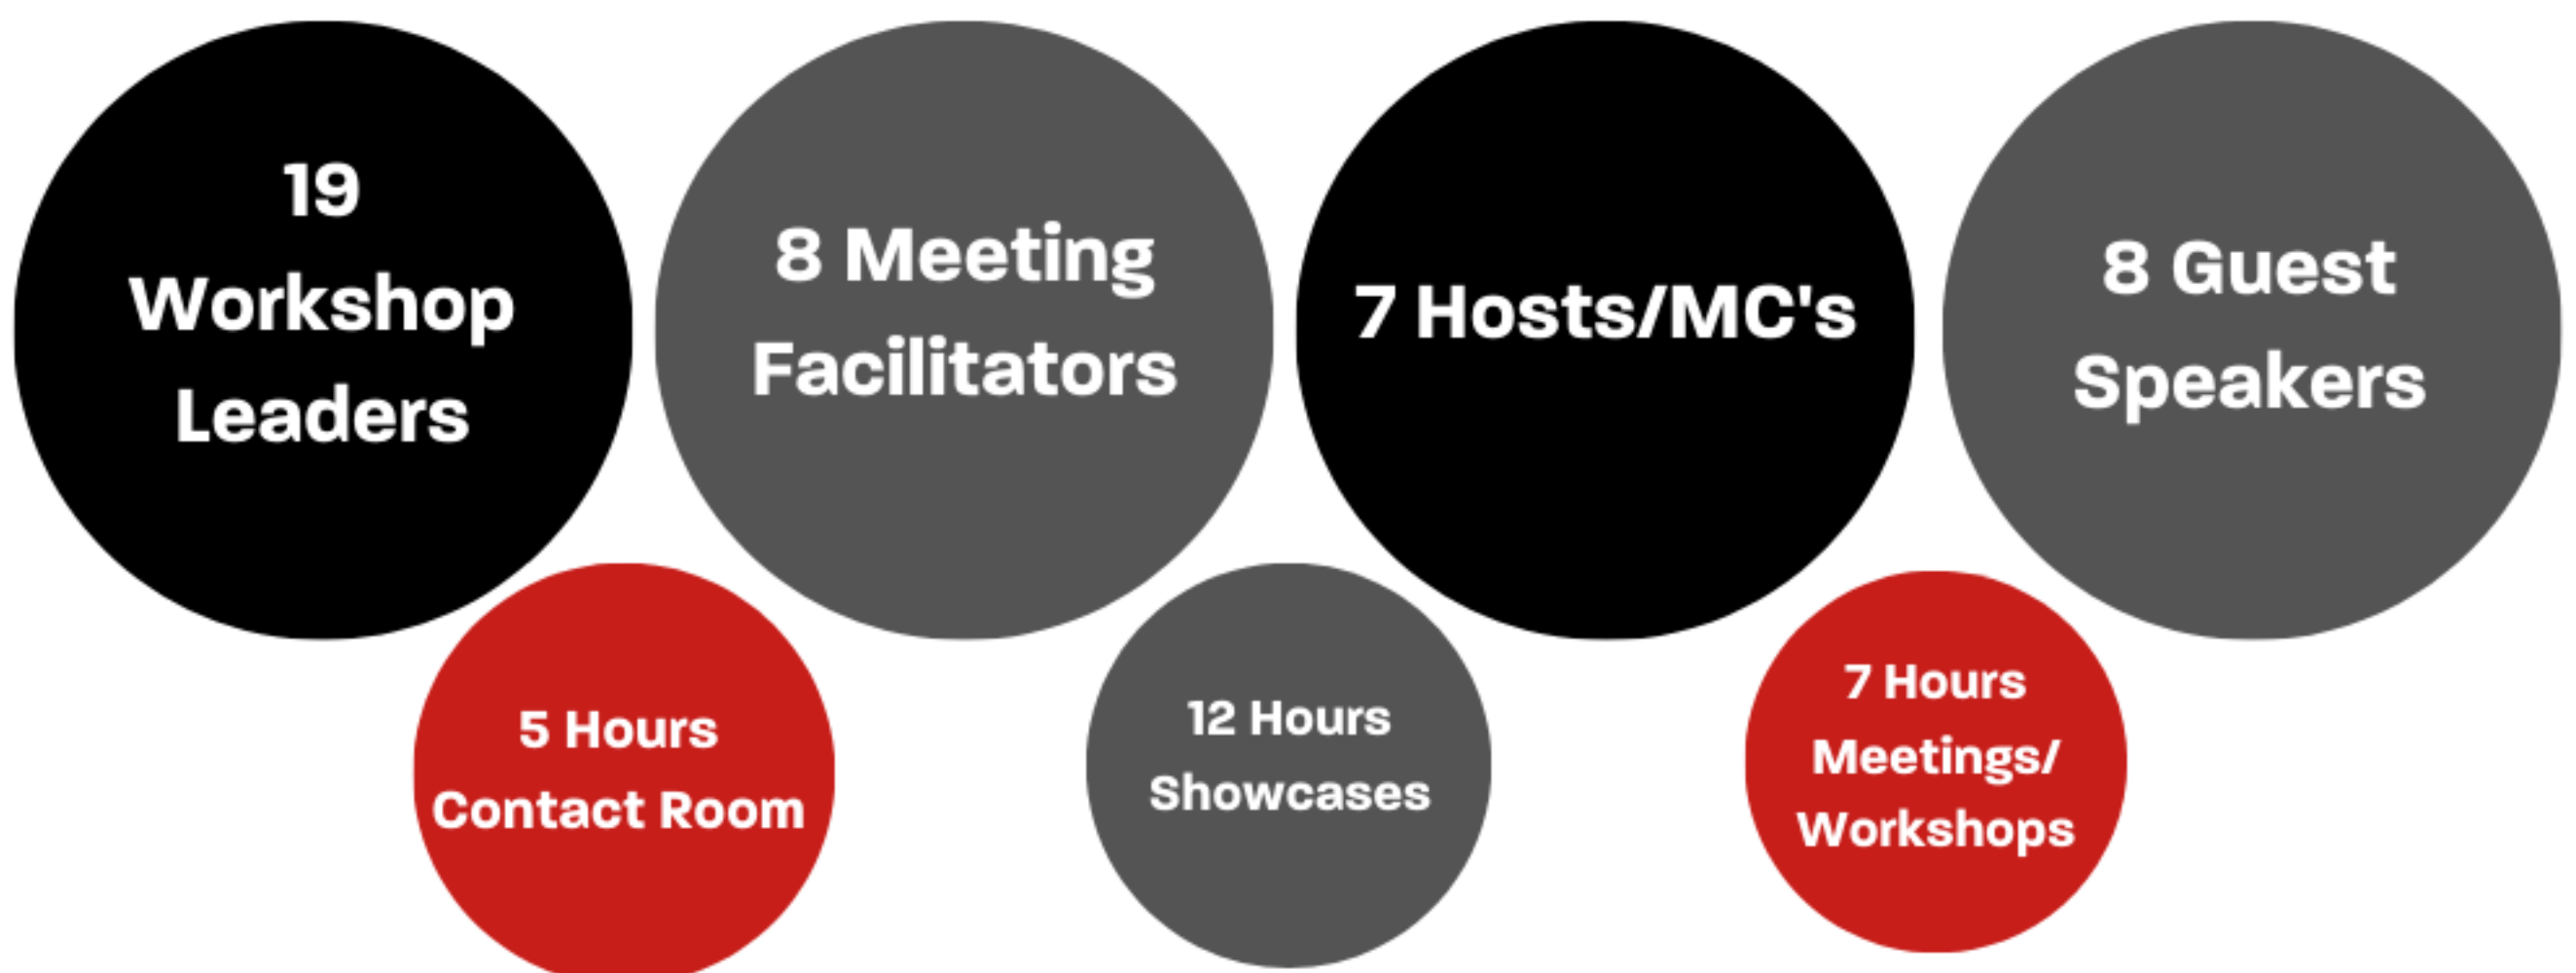 19
Workshop
Leaders
8 Meeting
Facilitators
7 Hosts/MC's
8 Guest
Speakers
5 Hours
Contact Room
12 Hours
Showcases
7 Hours
Meetings/
Workshops